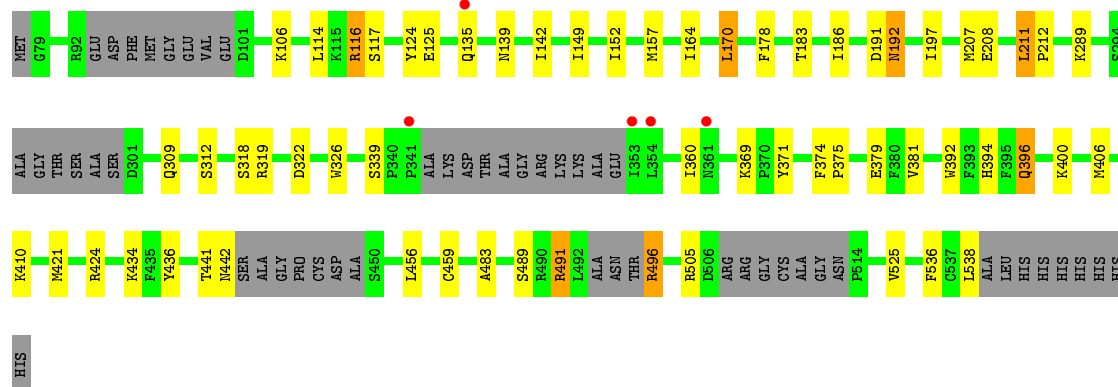 MET G79 R92 GLU ASP PHE MET GLY GLU VAL GLU D101 K106 L114 K115 R116 S117 Y124 E125 Q135 N139 I142 I149 I152 M157 I164 L170 F178 T183 I186 D191 N192 I197 M207 E208 L211 P212 K289 S294
ALA GLY THR SER ALA SER D301 Q309 S312 S318 R319 D322 W326 S339 P340 P341 ALA LYS ASP THR ALA GLY ARG LYS LYS ALA GLU I353 L354 I360 N361 K369 P370 Y371 F374 P375 E379 F380 V381 W392 F393 H394 F395 Q396 K400 M406
K410 M421 R424 K434 F435 Y436 T441 N442 SER ALA GLY PRO CYS ASP ALA S450 L456 C459 A483 S489 R490 R491 L492 ALA ASN THR R496 R505 D506 ARG ARG GLY CYS ALA GLY ASN P514 V525 F536 C537 L538 ALA LEU HIS HIS HIS HIS HIS HIS HIS
HIS